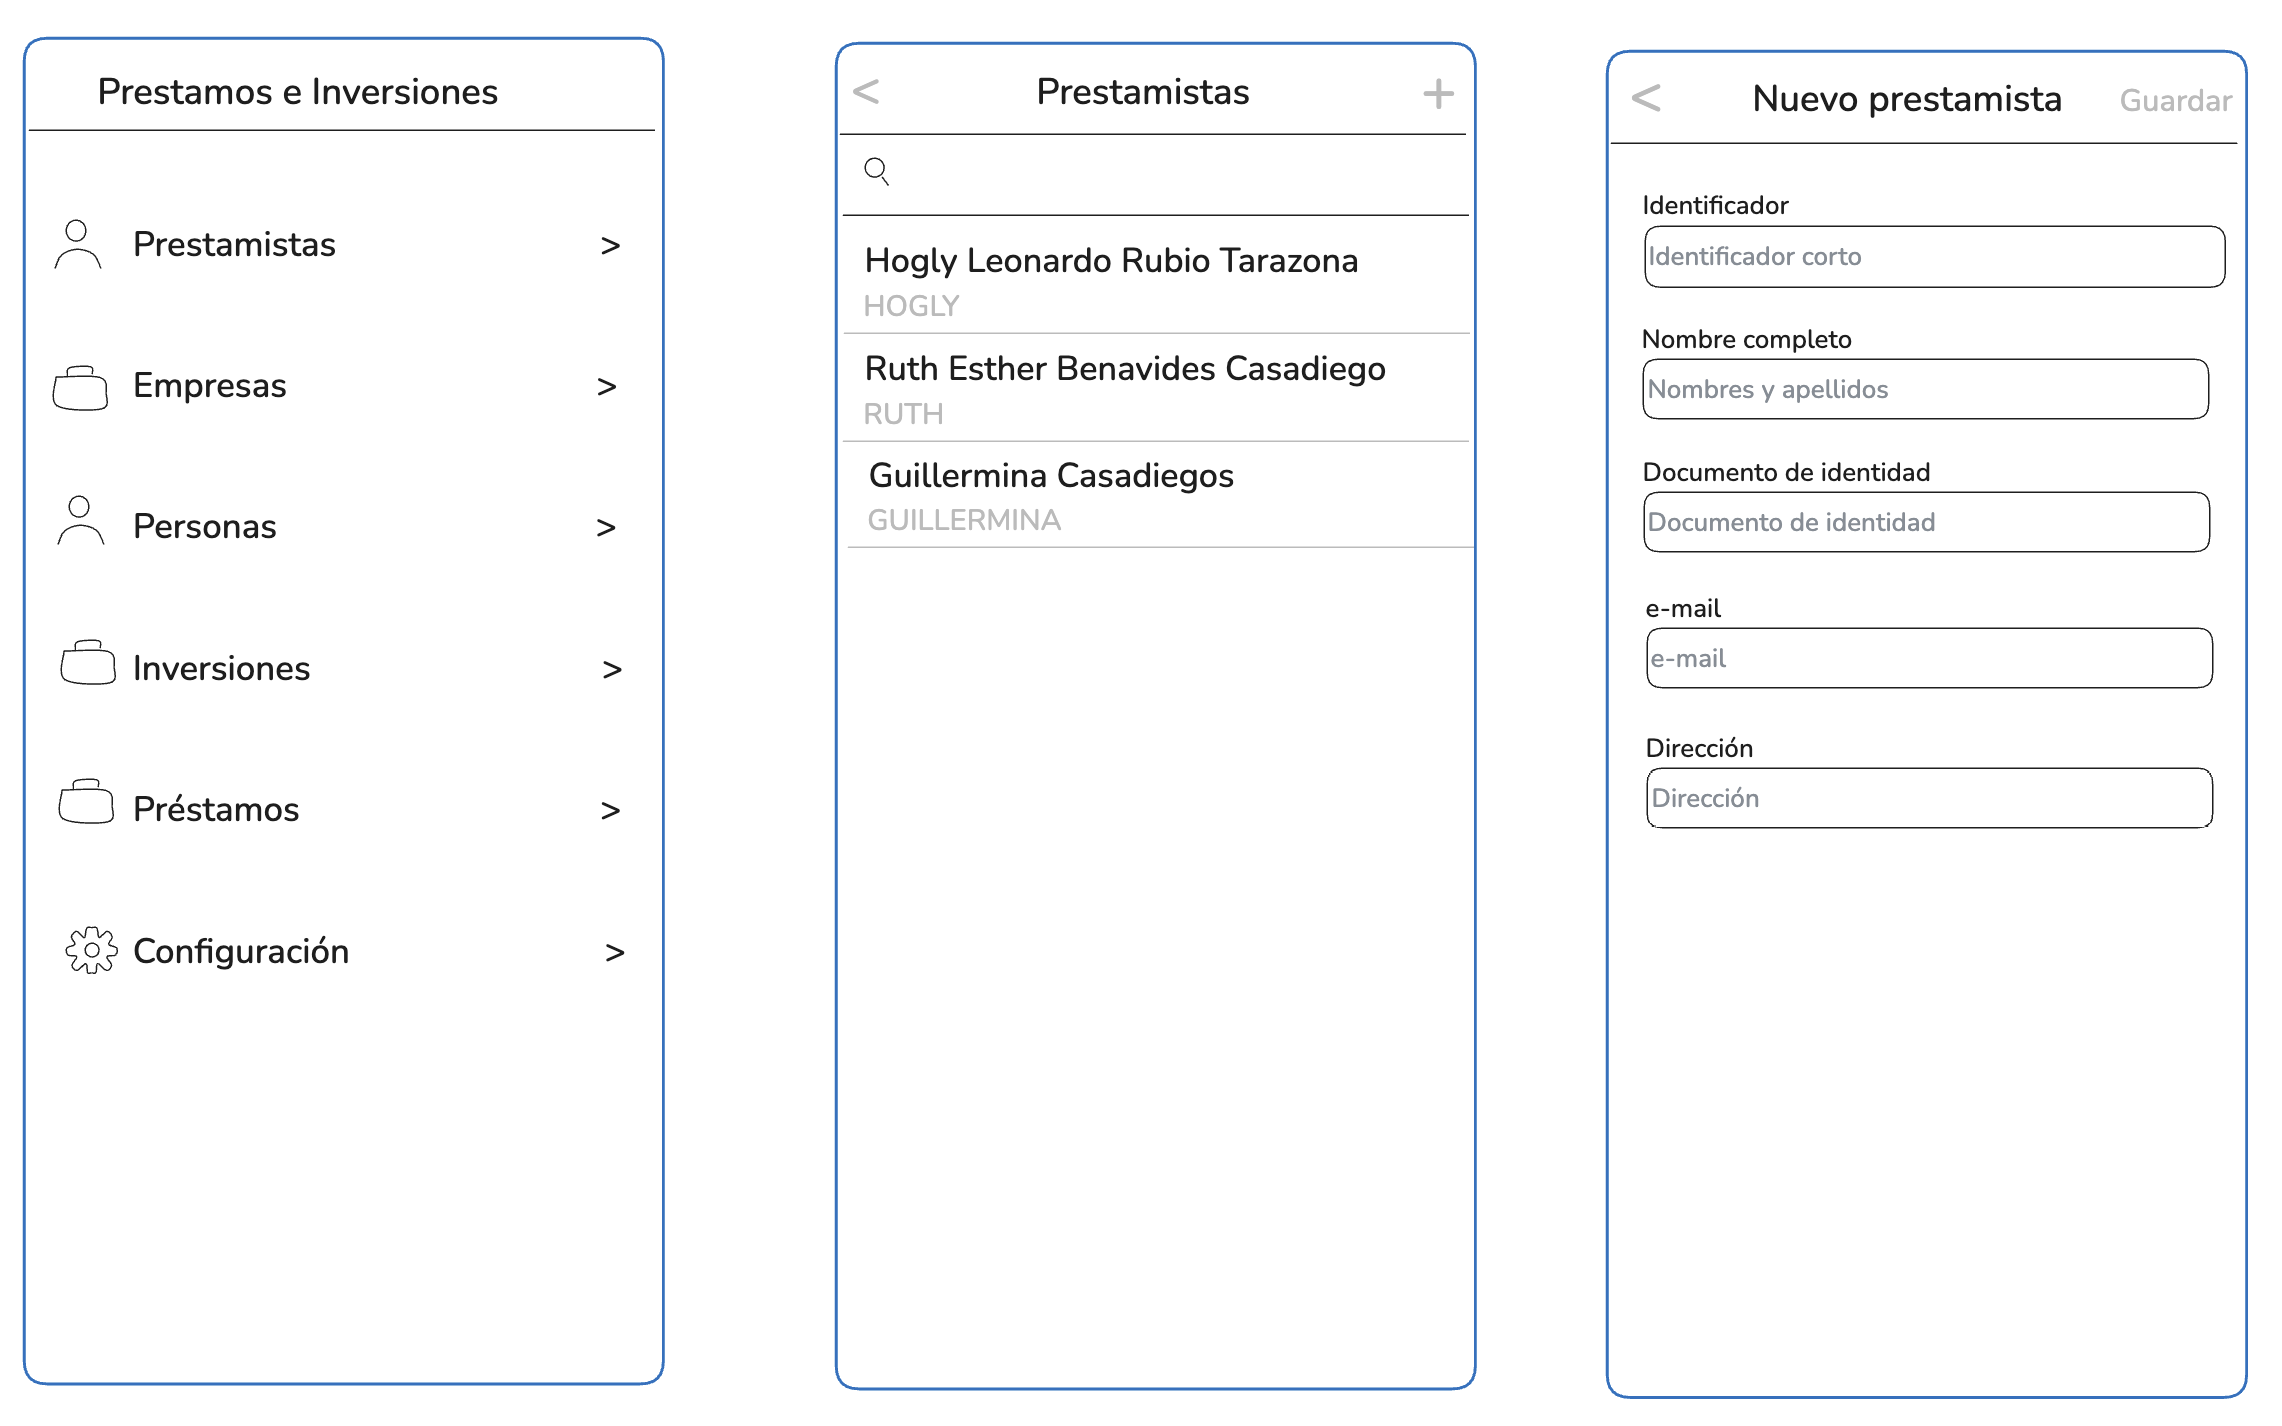 Prestamos e Inversiones
Prestamistas >
Empresas >
Personas >
Inversiones >
Préstamos >
Configuración >
< Prestamistas +
Hogly Leonardo Rubio Tarazona
HOGLY
Ruth Esther Benavides Casadiego
RUTH
Guillermina Casadiegos
GUILLERMINA
< Nuevo prestamista Guardar
Identificador
Identificador corto
Nombre completo
Nombres y apellidos
Documento de identidad
Documento de identidad
e-mail
e-mail
Dirección
Dirección